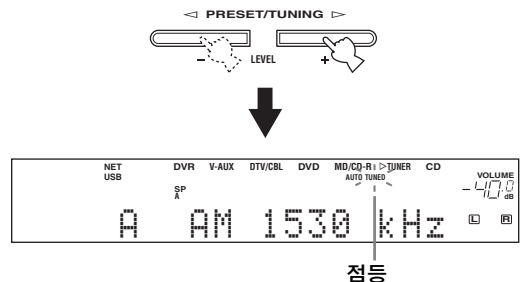 ◁ PRESET/TUNING ▷
– LEVEL +
NET DVR V-AUX DTV/CBL DVD MD/CD-R ▷TUNER CD
USB AUTO TUNED VOLUME
SP -40.0 dB
A
A AM 1530 kHz L R
점등